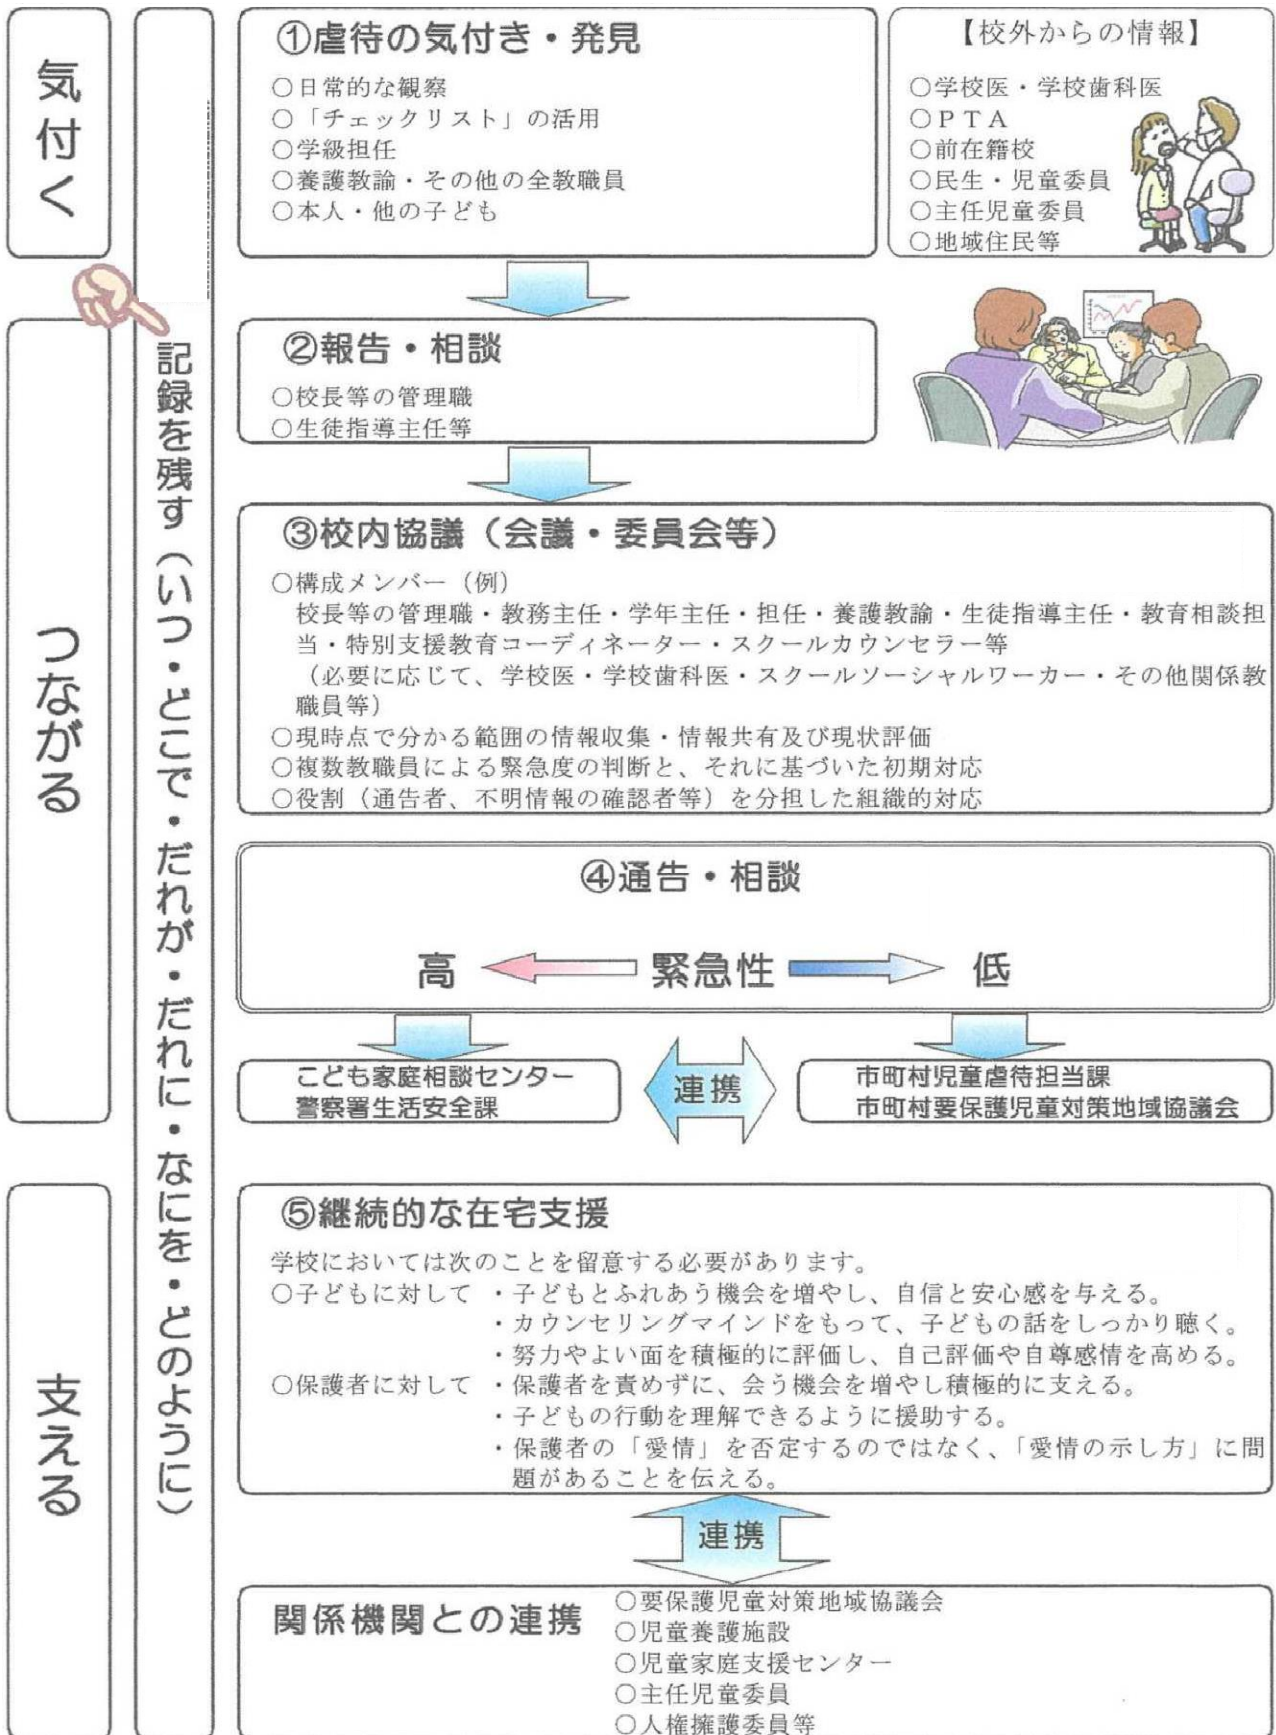 気付く
つながる
支える
記録を残す（いつ・どこで・だれが・だれに・なにを・どのように）
①虐待の気付き・発見
○日常的な観察
○「チェックリスト」の活用
○学級担任
○養護教諭・その他の全教職員
○本人・他の子ども
【校外からの情報】
○学校医・学校歯科医
○ＰＴＡ
○前在籍校
○民生・児童委員
○主任児童委員
○地域住民等
②報告・相談
○校長等の管理職
○生徒指導主任等
③校内協議（会議・委員会等）
○構成メンバー（例）
校長等の管理職・教務主任・学年主任・担任・養護教諭・生徒指導主任・教育相談担
当・特別支援教育コーディネーター・スクールカウンセラー等
（必要に応じて、学校医・学校歯科医・スクールソーシャルワーカー・その他関係教
職員等）
○現時点で分かる範囲の情報収集・情報共有及び現状評価
○複数教職員による緊急度の判断と、それに基づいた初期対応
○役割（通告者、不明情報の確認者等）を分担した組織的対応
④通告・相談
高 緊急性 低
こども家庭相談センター
警察署生活安全課
連携
市町村児童虐待担当課
市町村要保護児童対策地域協議会
⑤継続的な在宅支援
学校においては次のことを留意する必要があります。
○子どもに対して ・子どもとふれあう機会を増やし、自信と安心感を与える。
・カウンセリングマインドをもって、子どもの話をしっかり聴く。
・努力やよい面を積極的に評価し、自己評価や自尊感情を高める。
○保護者に対して ・保護者を責めずに、会う機会を増やし積極的に支える。
・子どもの行動を理解できるように援助する。
・保護者の「愛情」を否定するのではなく、「愛情の示し方」に問
題があることを伝える。
連携
関係機関との連携
○要保護児童対策地域協議会
○児童養護施設
○児童家庭支援センター
○主任児童委員
○人権擁護委員等